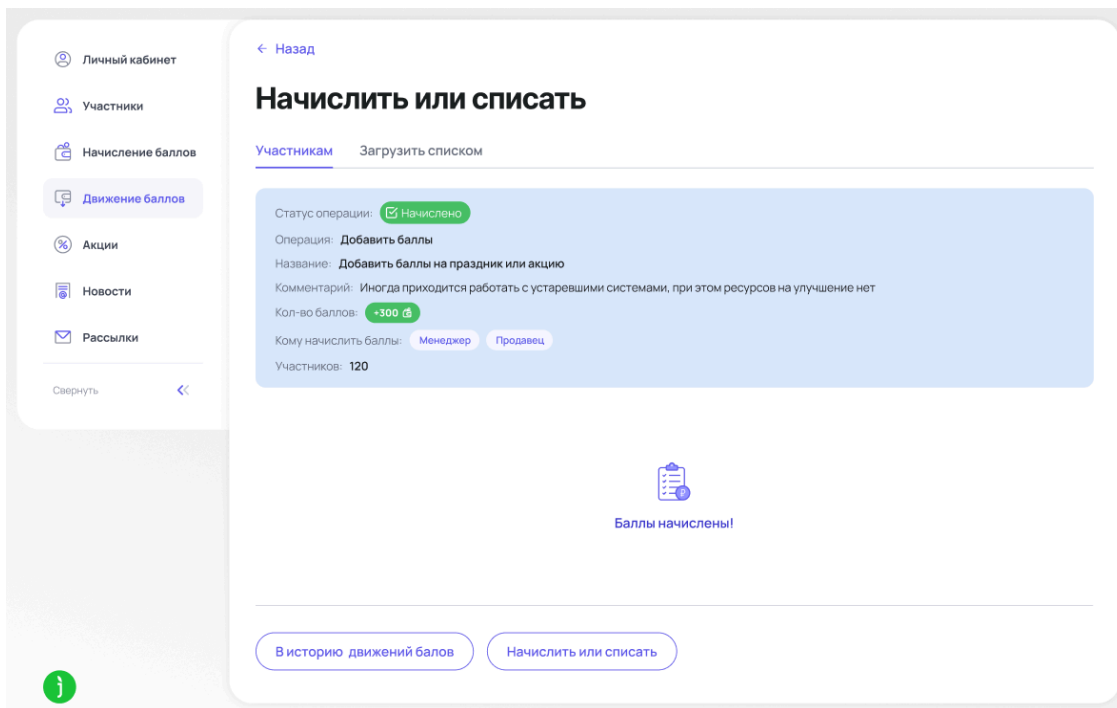 Личный кабинет
Участники
Начисление баллов
Движение баллов
Акции
Новости
Рассылки
Свернуть
← Назад
Начислить или списать
Участникам Загрузить списком
Статус операции: Начислено
Операция: Добавить баллы
Название: Добавить баллы на праздник или акцию
Комментарий: Иногда приходится работать с устаревшими системами, при этом ресурсов на улучшение нет
Кол-во баллов: +300
Кому начислить баллы: Менеджер Продавец
Участников: 120
Баллы начислены!
В историю движений балов Начислить или списать